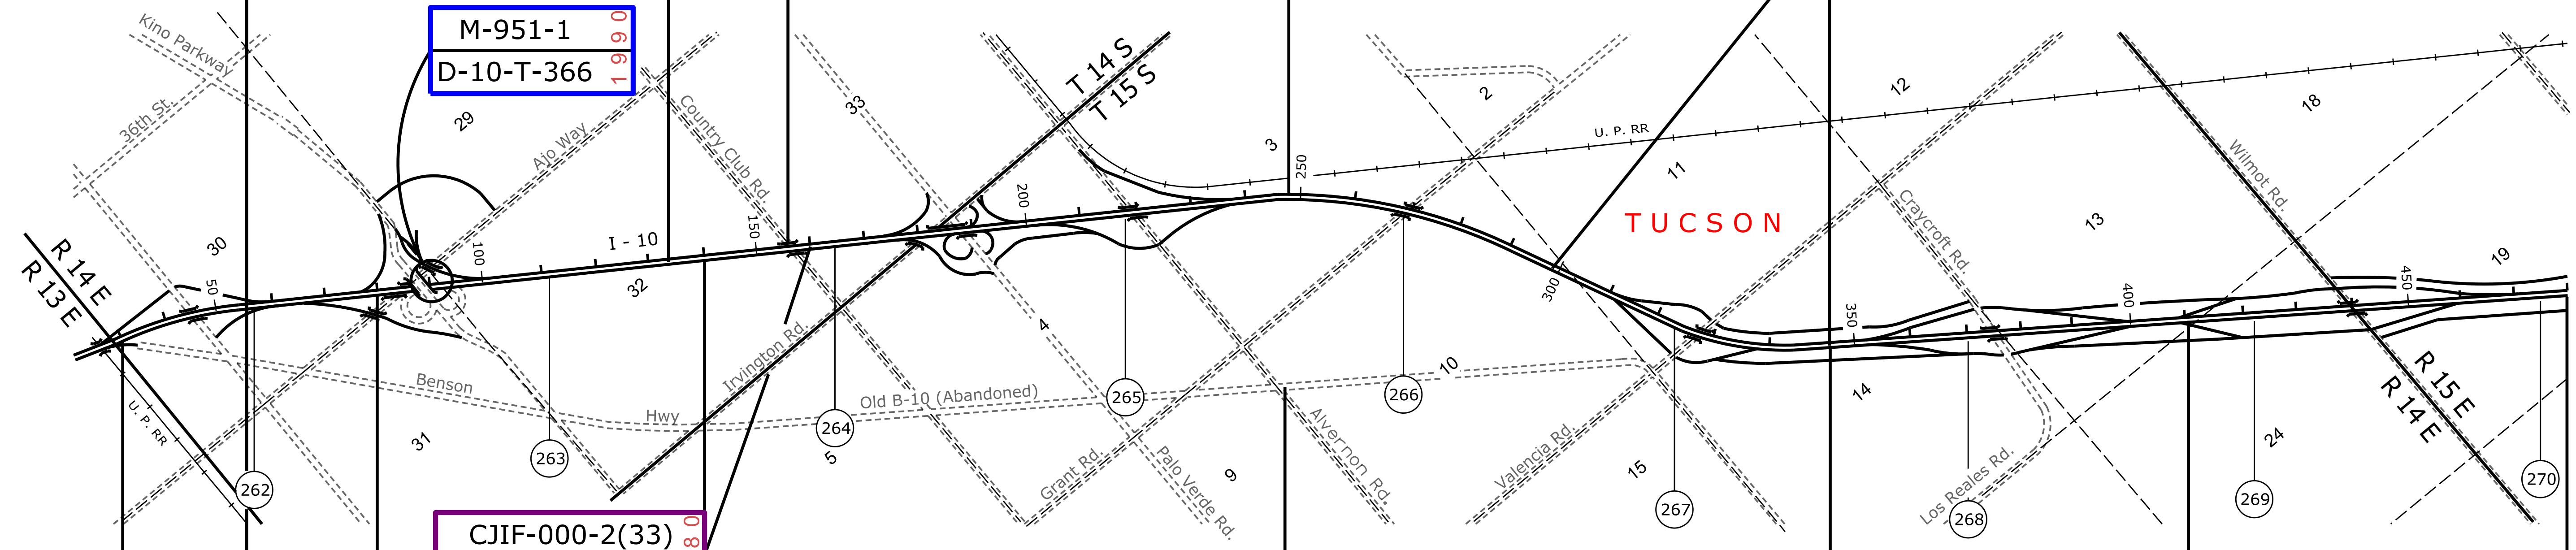 M-951-1
D-10-T-366
1990
Kino Parkway
36th St.
29
Ajo Way
Country Club Rd.
33
T 14 S
T 15 S
3
250
2
U. P. RR
11
12
18
TUCSON
Wilmot Rd.
Craycroft Rd.
13
19
R 14 E
R 13 E
30
50
100
I - 10
32
150
200
300
350
400
450
U. P. RR
Benson
Hwy
Old B-10 (Abandoned)
Irvington Rd.
31
262
263
264
265
266
267
268
269
270
4
5
9
10
14
15
24
Grant Rd.
Palo Verde Rd.
Alvernon Rd.
Valencia Rd.
Los Reales Rd.
R 15 E
R 14 E
CJIF-000-2(33)
80